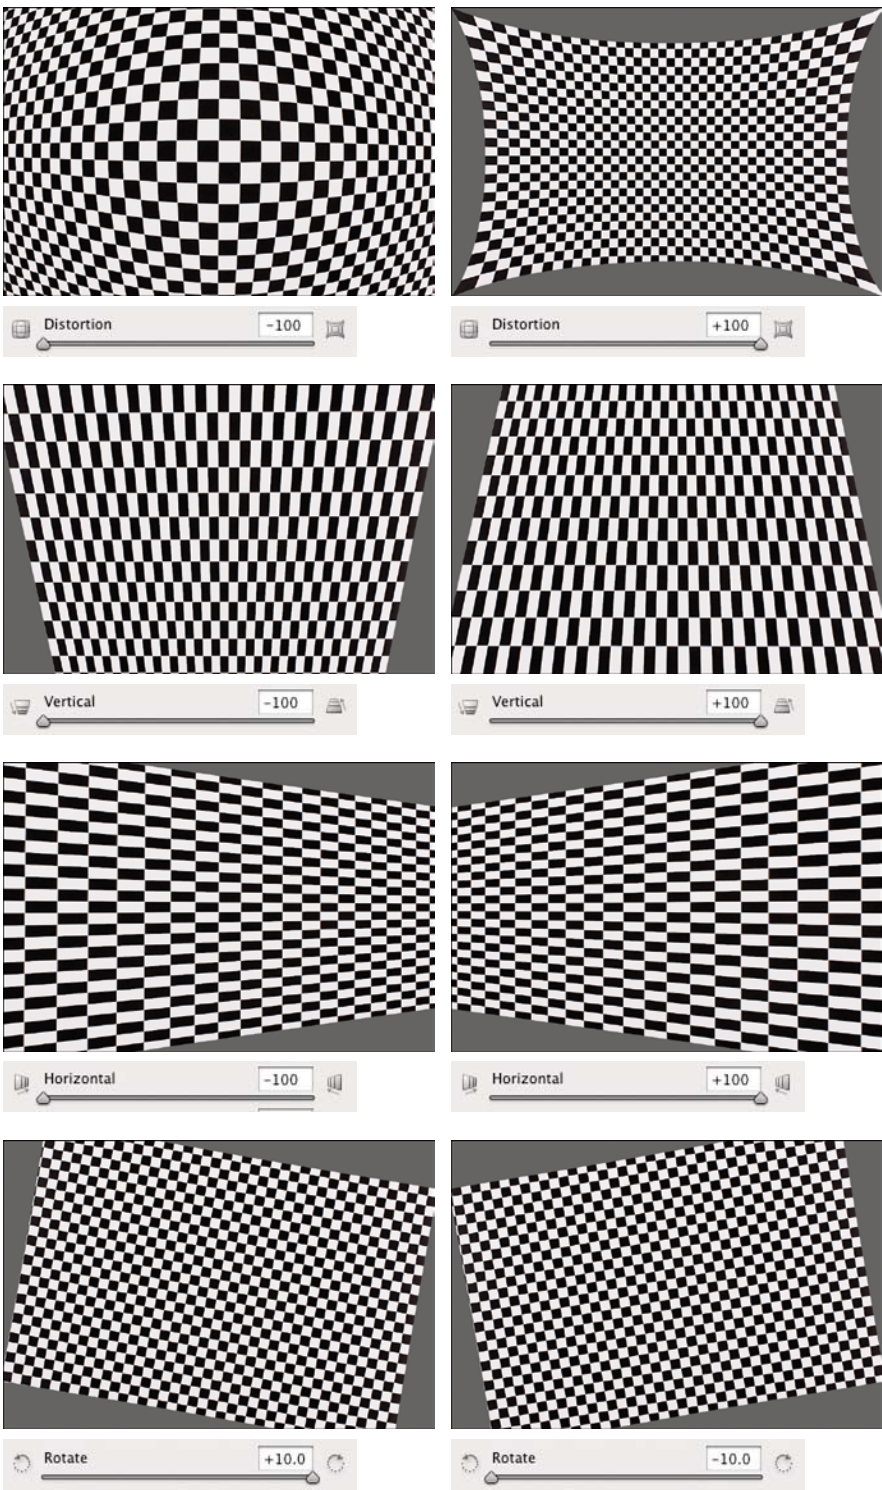 Distortion -100
Distortion +100
Vertical -100
Vertical +100
Horizontal -100
Horizontal +100
Rotate +10.0
Rotate -10.0